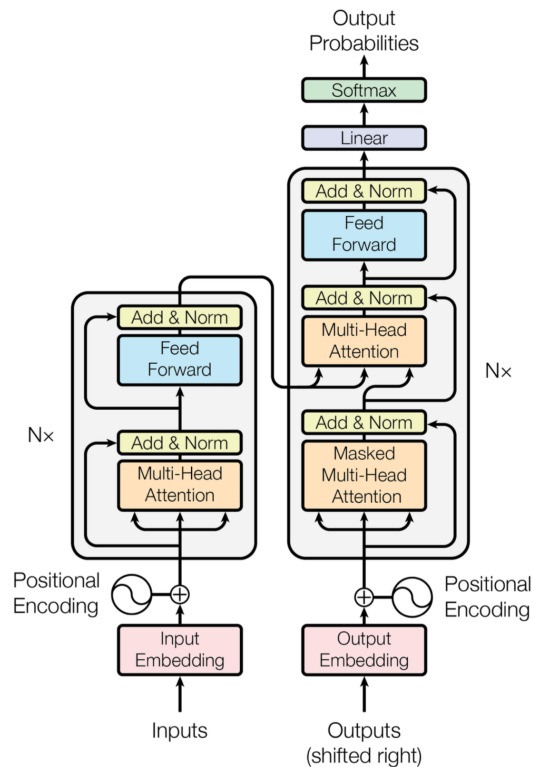 Output
Probabilities
Softmax
Linear
Add & Norm
Feed
Forward
Add & Norm
Multi-Head
Attention
Add & Norm
Masked
Multi-Head
Attention
N×
Add & Norm
Feed
Forward
Add & Norm
Multi-Head
Attention
N×
Positional
Encoding
Positional
Encoding
Input
Embedding
Output
Embedding
Inputs
Outputs
(shifted right)